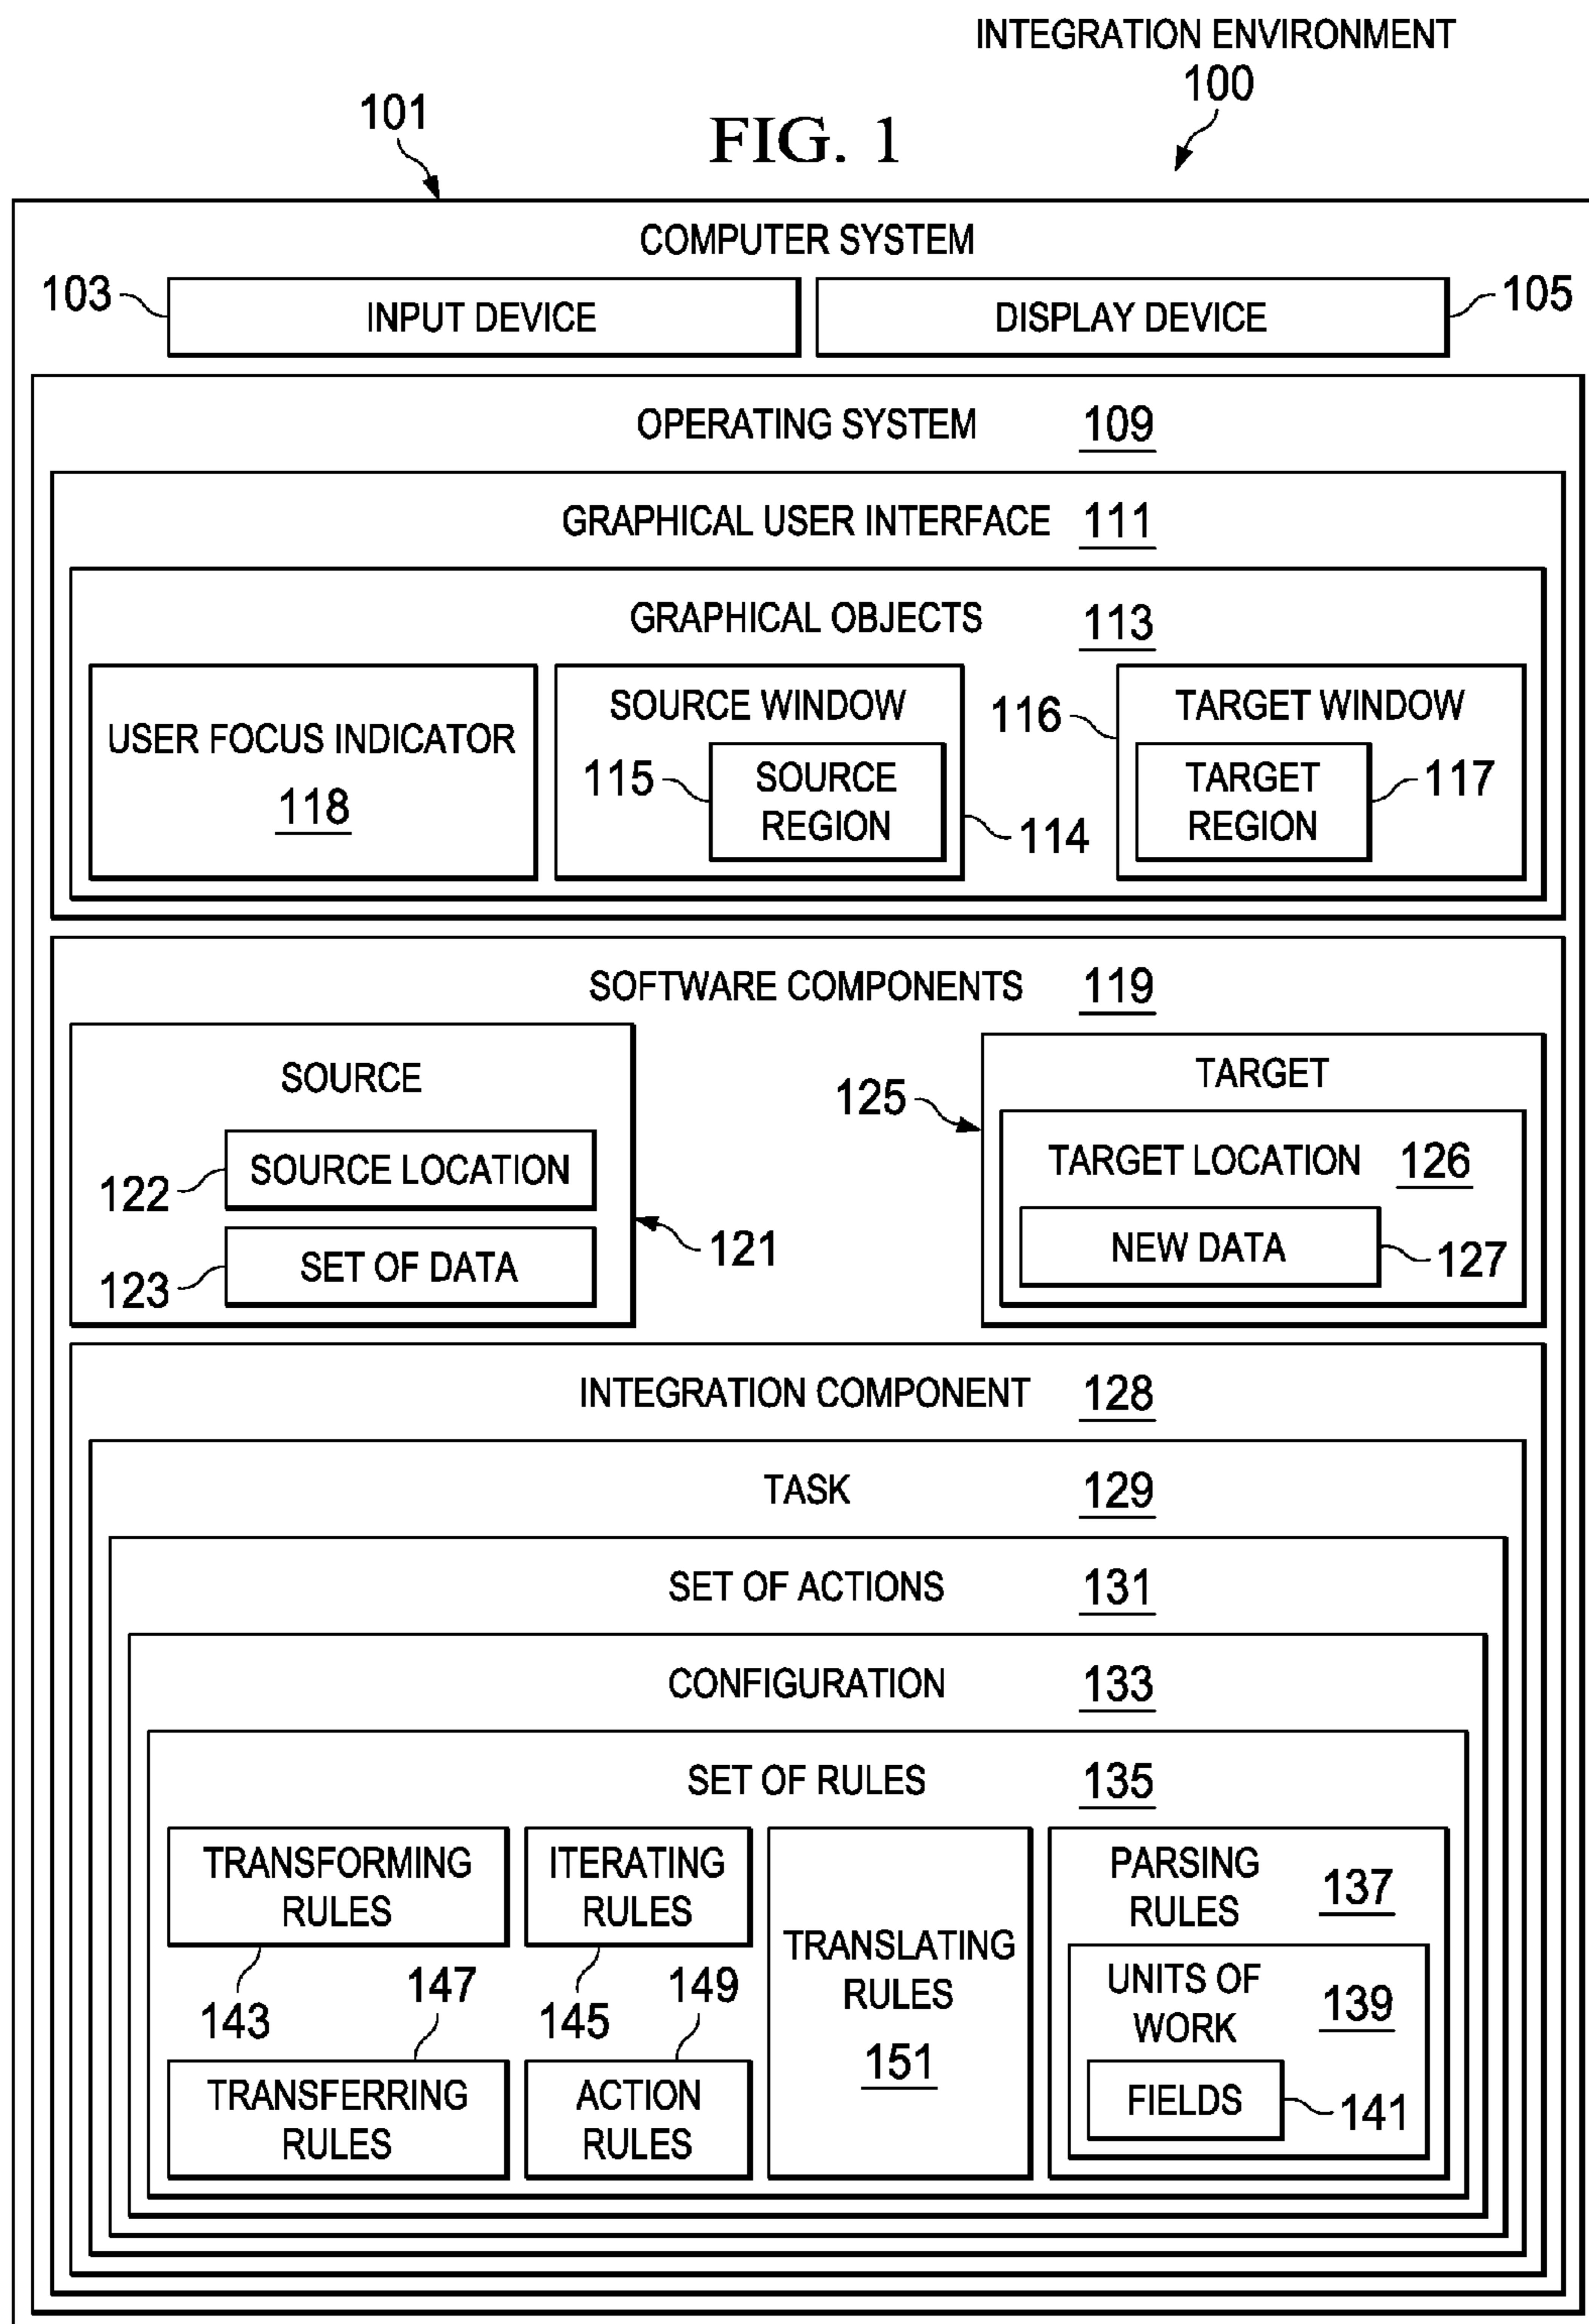 INTEGRATION ENVIRONMENT
100
101
FIG. 1
COMPUTER SYSTEM
103
INPUT DEVICE
DISPLAY DEVICE
105
OPERATING SYSTEM 109
GRAPHICAL USER INTERFACE 111
GRAPHICAL OBJECTS 113
USER FOCUS INDICATOR
118
SOURCE WINDOW
115
SOURCE
REGION
114
116
TARGET WINDOW
TARGET
REGION
117
SOFTWARE COMPONENTS 119
SOURCE
122
SOURCE LOCATION
123
SET OF DATA
121
125
TARGET
TARGET LOCATION 126
NEW DATA
127
INTEGRATION COMPONENT 128
TASK 129
SET OF ACTIONS 131
CONFIGURATION 133
SET OF RULES 135
TRANSFORMING
RULES
143
ITERATING
RULES
145
147
TRANSFERRING
RULES
149
ACTION
RULES
TRANSLATING
RULES
151
PARSING
RULES
137
UNITS OF
WORK
139
FIELDS
141